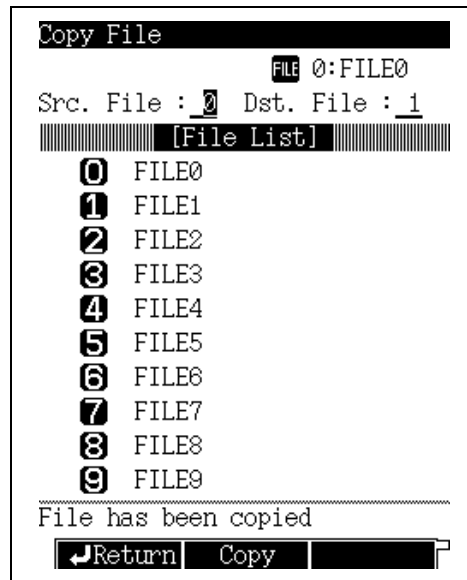 Copy File
FILE 0:FILE0
Src. File : 0 Dst. File : 1
[File List]
0 FILE0
1 FILE1
2 FILE2
3 FILE3
4 FILE4
5 FILE5
6 FILE6
7 FILE7
8 FILE8
9 FILE9
File has been copied
↵Return Copy